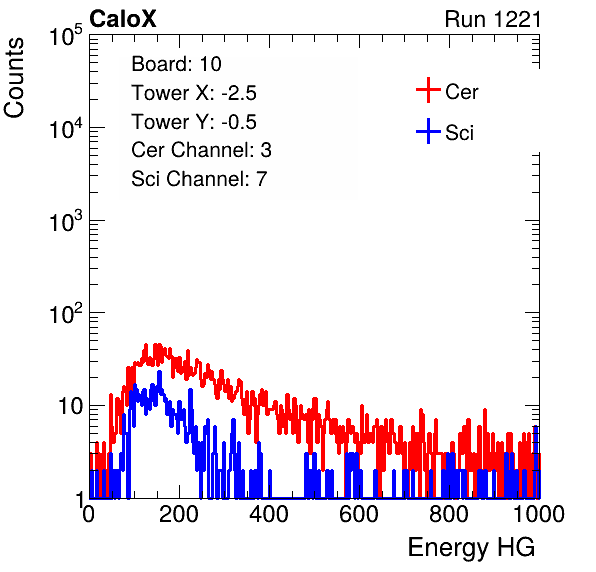 CaloX Run 1221
Counts
10^5
10^4
10^3
10^2
10
1
Board: 10
Tower X: -2.5
Tower Y: -0.5
Cer Channel: 3
Sci Channel: 7
Cer
Sci
0 200 400 600 800 1000
Energy HG